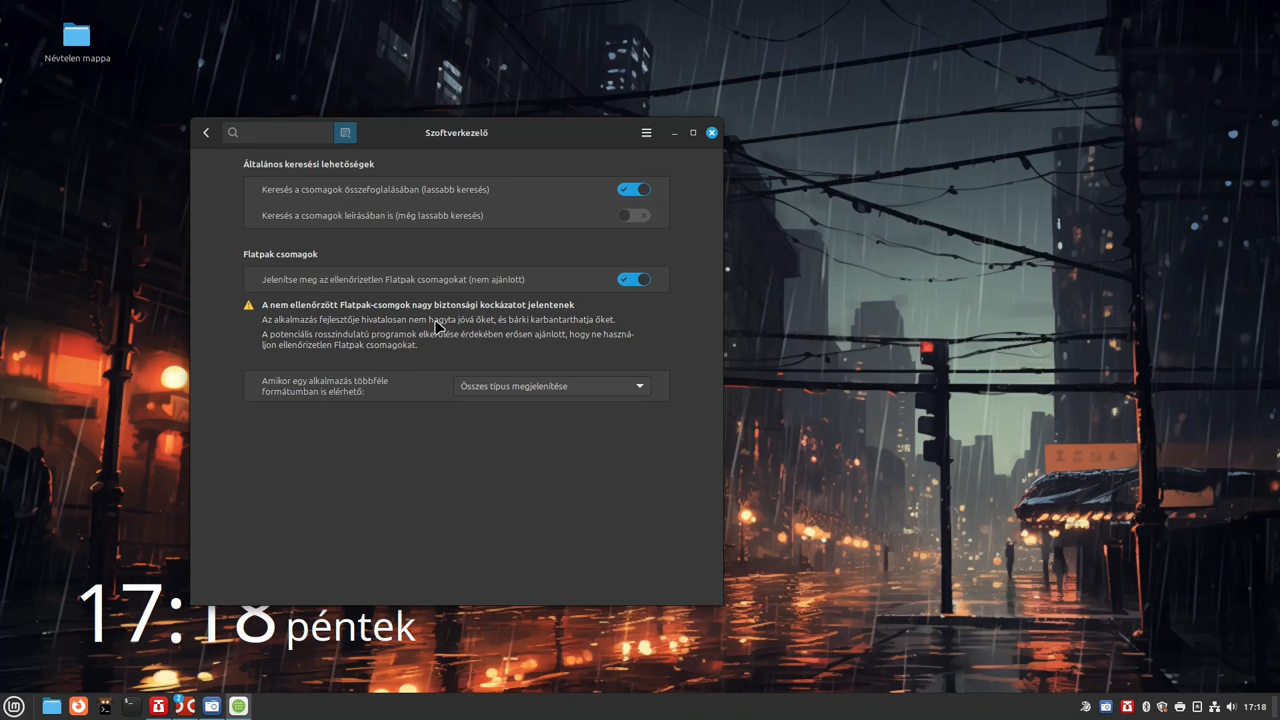 Névtelen mappa
Szoftverkezelő
Általános keresési lehetőségek
Keresés a csomagok összefoglalásában (lassabb keresés)
Keresés a csomagok leírásában is (még lassabb keresés)
Flatpak csomagok
Jelenítse meg az ellenőrizetlen Flatpak csomagokat (nem ajánlott)
A nem ellenőrzött Flatpak-csomgok nagy biztonsági kockázatot jelentenek
Az alkalmazás fejlesztője hivatalosan nem hagyta jóvá őket, és bárki karbantarthatja őket.
A potenciális rosszindulatú programok elkerülése érdekében erősen ajánlott, hogy ne haszná-
ljon ellenőrizetlen Flatpak csomagokat.
Amikor egy alkalmazás többféle
formátumban is elérhető:
Összes típus megjelenítése
17:18 péntek
2
17:18